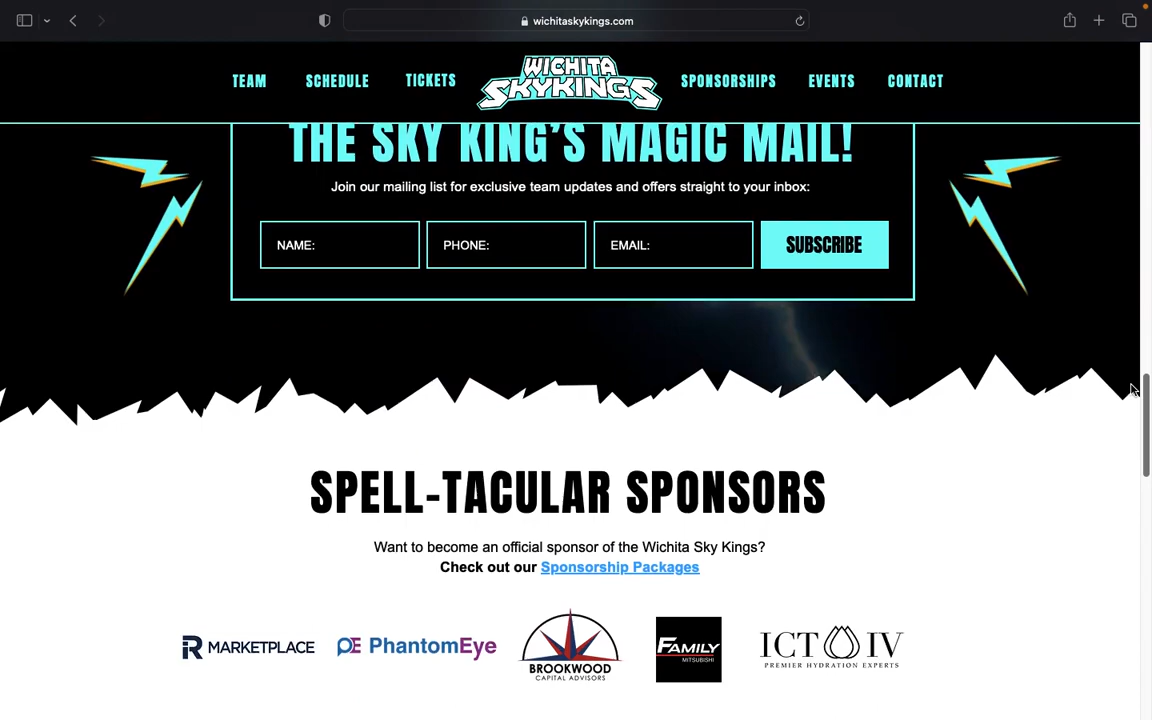 wichitaskykings.com
TEAM SCHEDULE TICKETS WICHITA SKYKINGS SPONSORSHIPS EVENTS CONTACT
THE SKY KING'S MAGIC MAIL!
Join our mailing list for exclusive team updates and offers straight to your inbox:
NAME: PHONE: EMAIL: SUBSCRIBE
SPELL-TACULAR SPONSORS
Want to become an official sponsor of the Wichita Sky Kings?
Check out our Sponsorship Packages
R MARKETPLACE
PE PhantomEye
BROOKWOOD
CAPITAL ADVISORS
FAMILY
MITSUBISHI
ICT IV
PREMIER HYDRATION EXPERTS